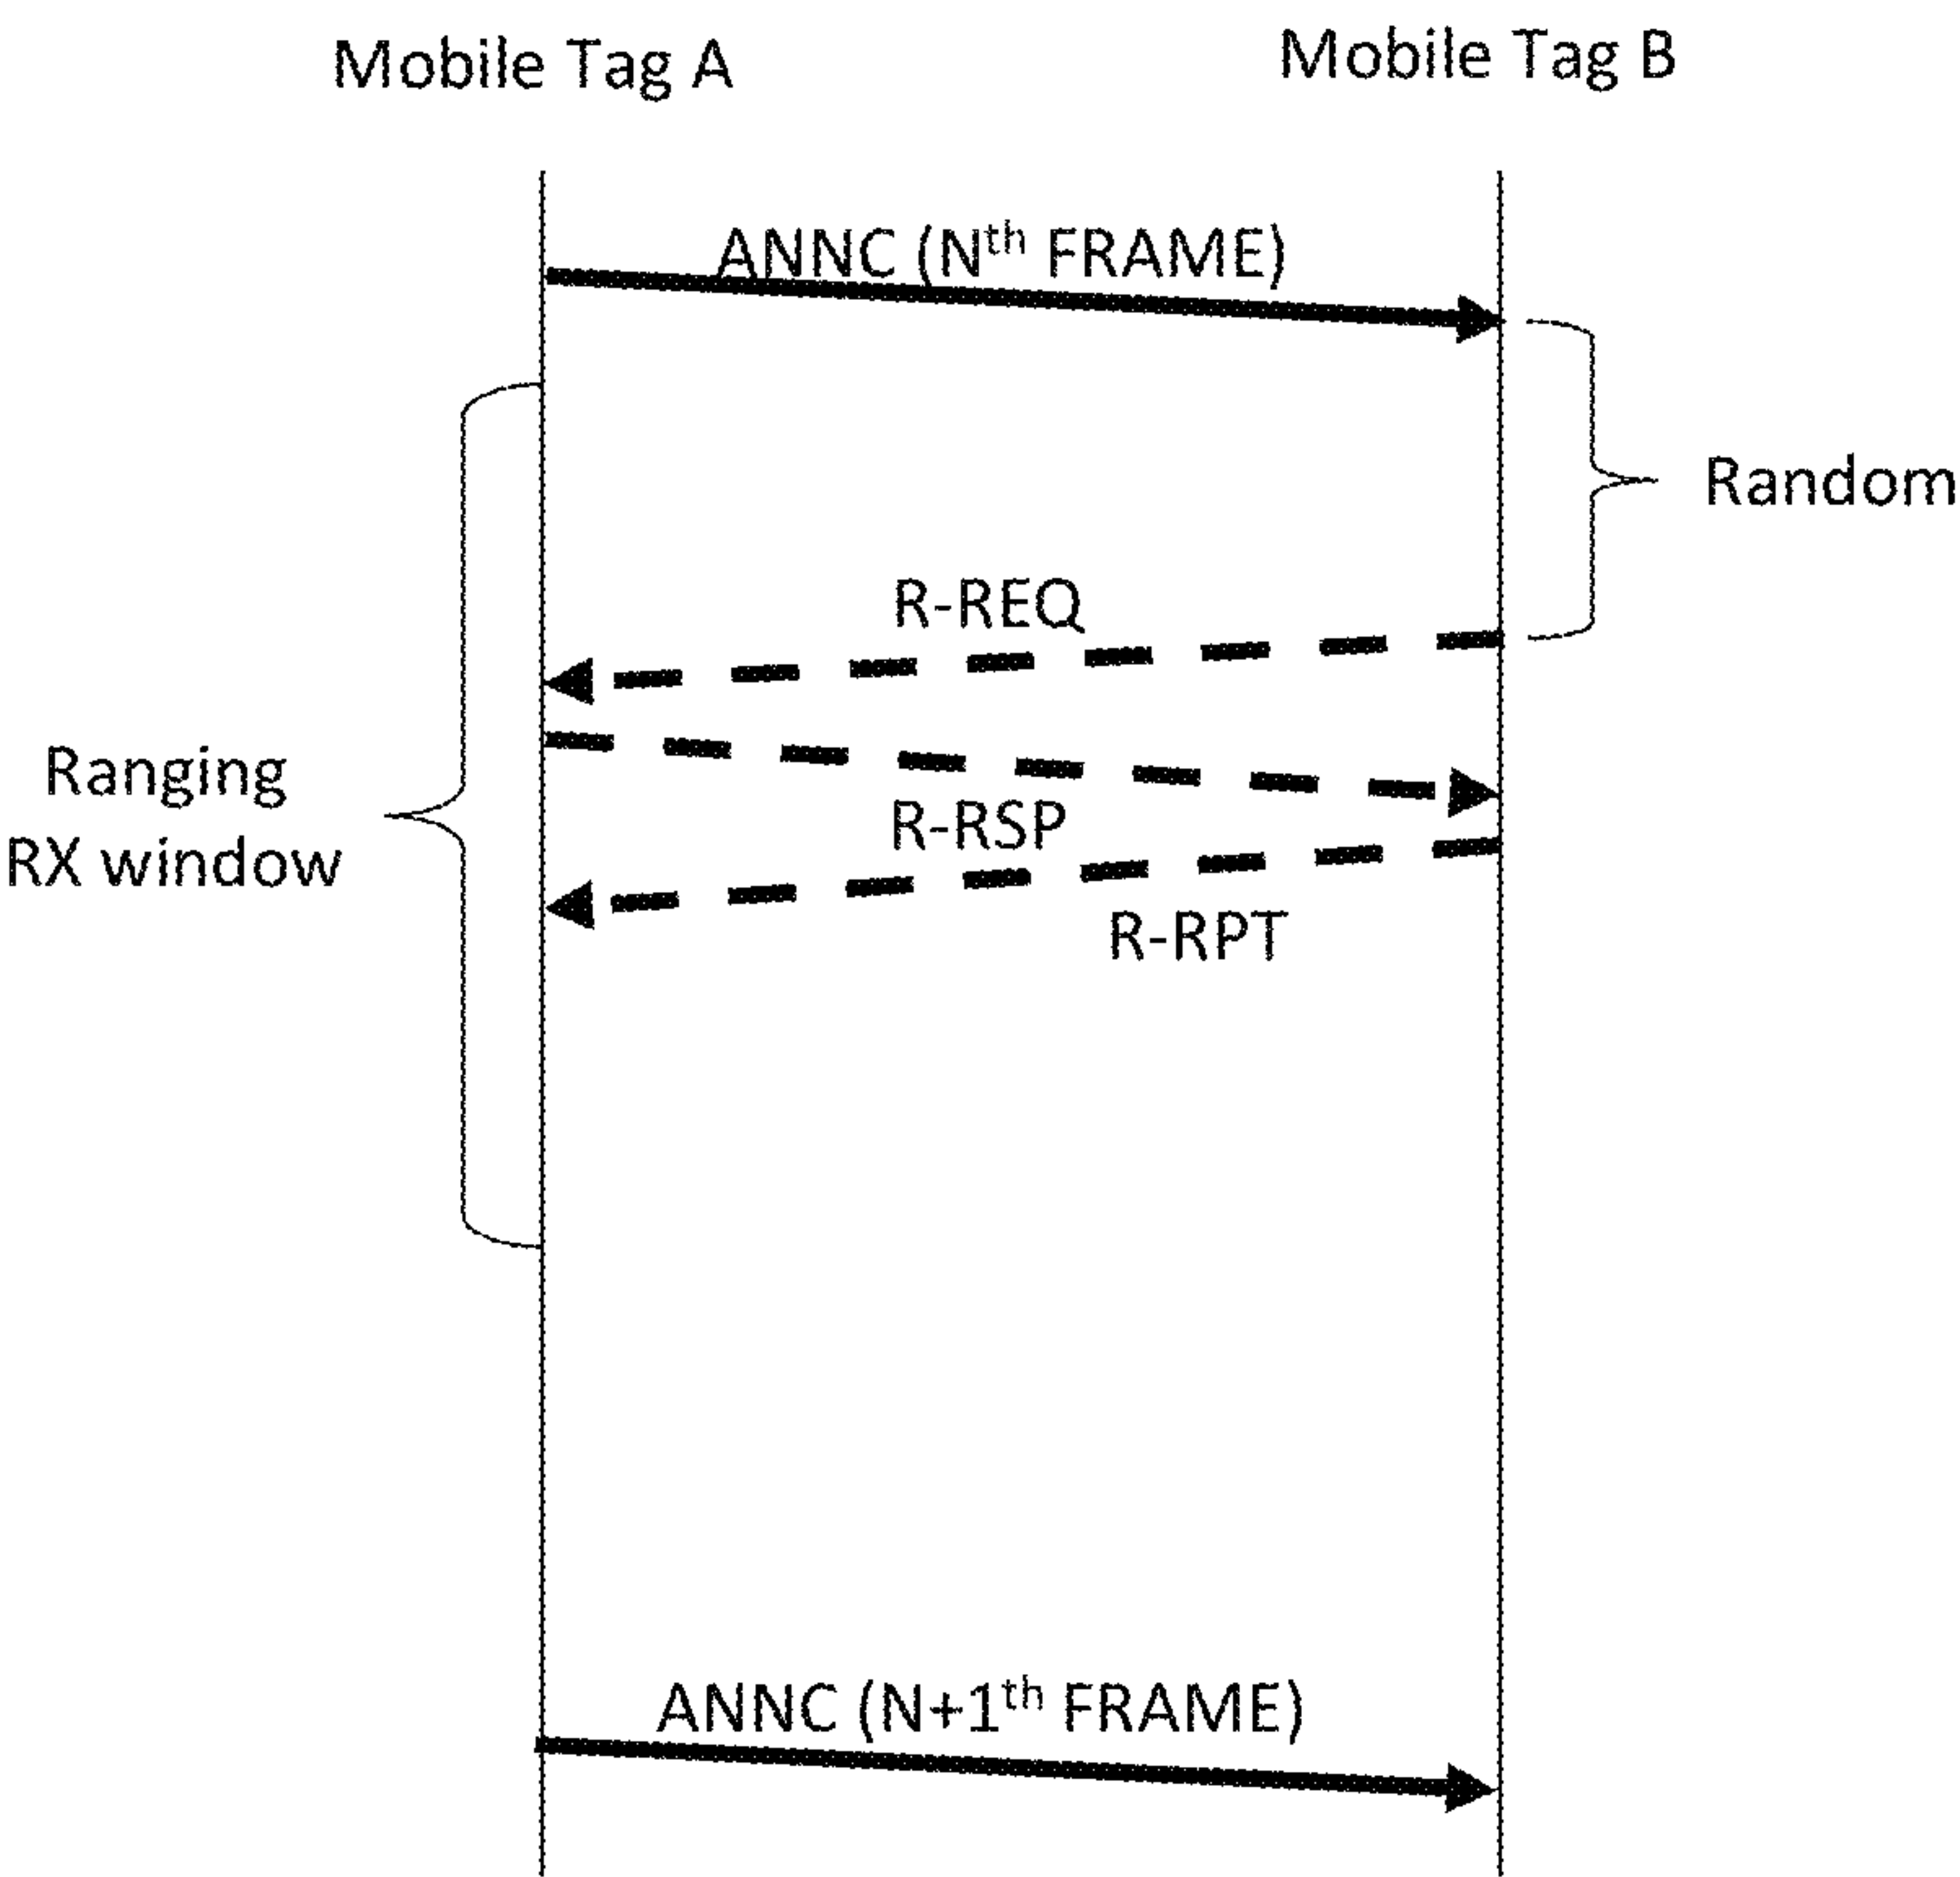 Mobile Tag A
Mobile Tag B
ANNC (Nth FRAME)
Random
R-REQ
Ranging
RX window
R-RSP
R-RPT
ANNC (N+1th FRAME)